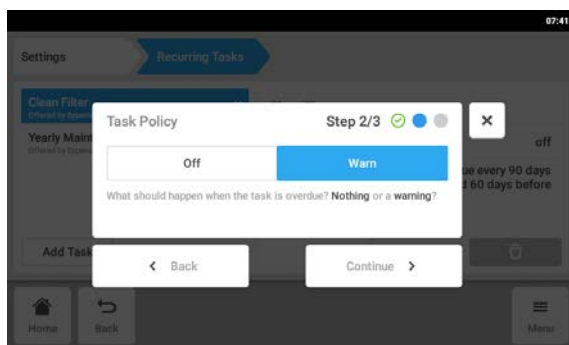 07:41
Settings
Recurring Tasks
Clean Filter
Yearly Maint
off
ue every 90 days
d 60 days before
Task Policy
Step 2/3
Off
Warn
What should happen when the task is overdue? Nothing or a warning?
Add Task
Back
Continue
Home
Back
Menu